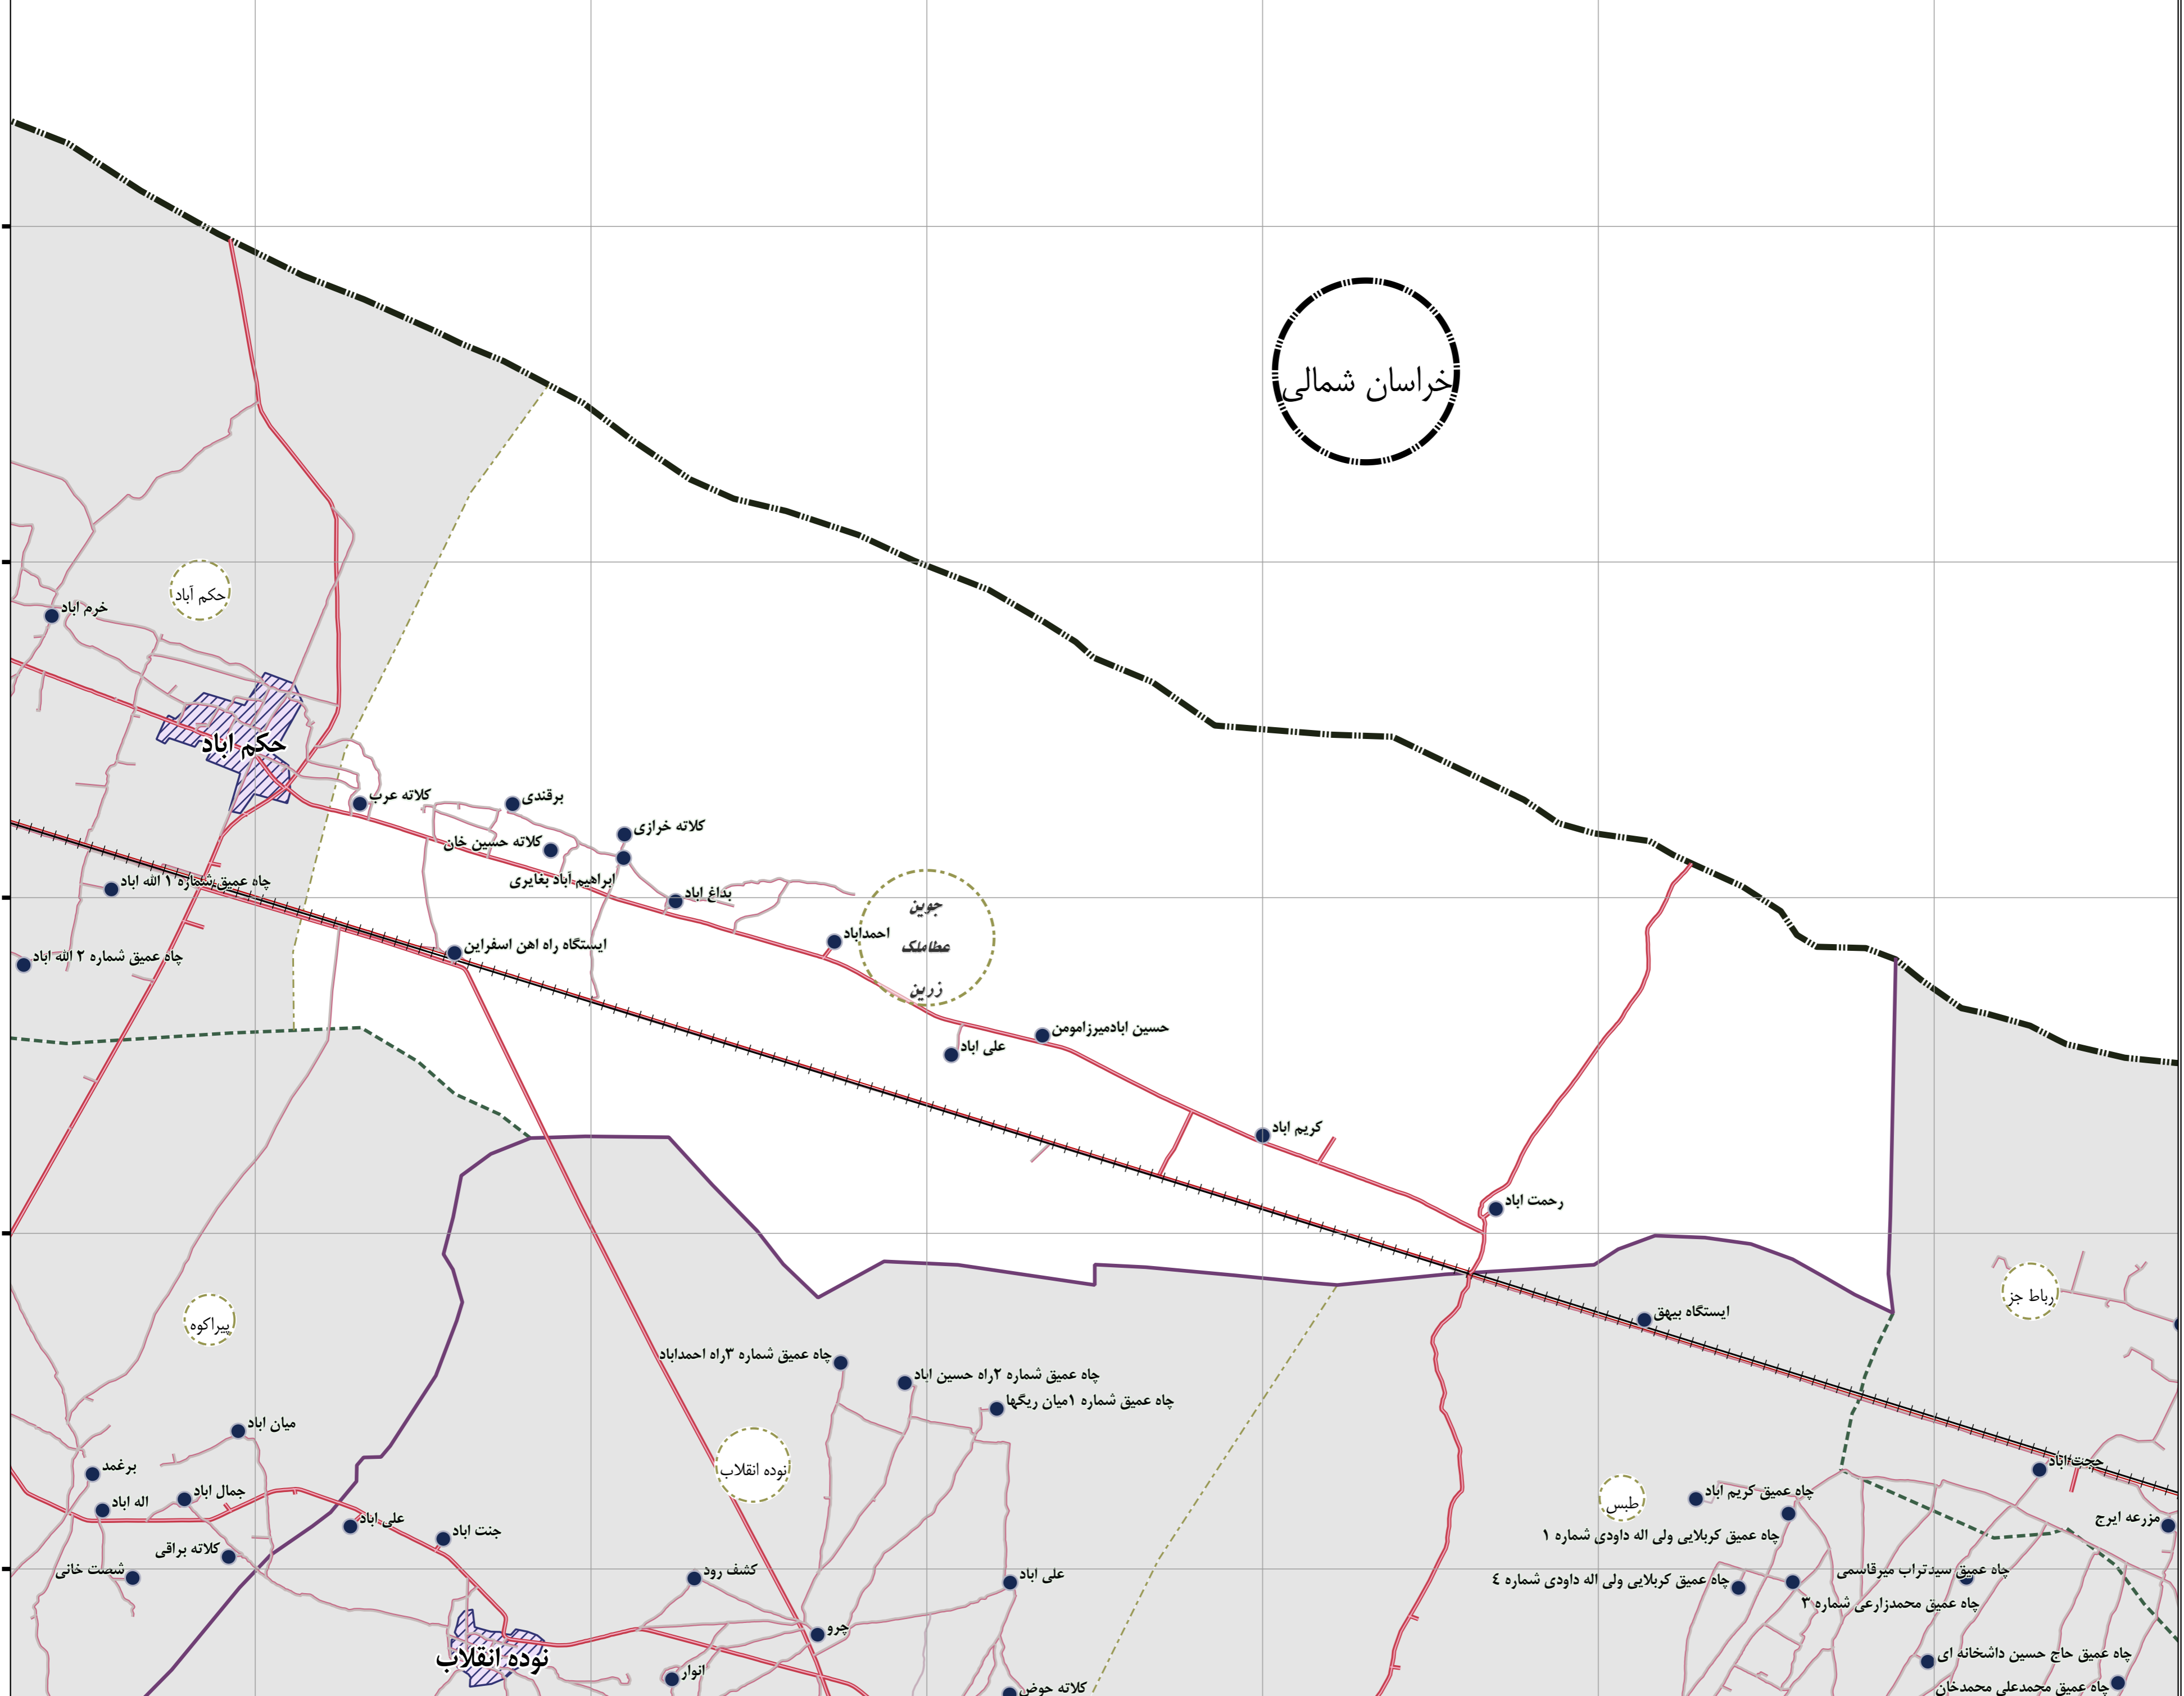 خراسان شمالی
حکم آباد
خرم اباد
حکم اباد
کلاته عرب
برقندی
کلاته خرازی
کلاته حسین خان
ابراهیم آباد بغایری
بداغ اباد
چاه عمیق شماره ۱ الله اباد
جوین
عطاملک
زرین
احمداباد
ایستگاه راه اهن اسفراین
چاه عمیق شماره ۲ الله اباد
حسین ابادمیرزامومن
علی اباد
کریم اباد
رحمت اباد
رباط جز
ایستگاه بیهق
پیراکوه
چاه عمیق شماره ۳راه احمداباد
چاه عمیق شماره ۲راه حسین اباد
چاه عمیق شماره ۱میان ریگها
میان اباد
برغمد
نوده انقلاب
حجت اباد
جمال اباد
اله اباد
طبس
چاه عمیق کریم آباد
علی اباد
جنت اباد
مزرعه ایرج
چاه عمیق کربلایی ولی اله داودی شماره ۱
کلاته براقی
شصت خانی
کشف رود
علی اباد
چاه عمیق سیدتراب میرقاسمی
چاه عمیق کربلایی ولی اله داودی شماره ٤
چاه عمیق محمدزارعی شماره ۳
چرو
نوده انقلاب
انوار
چاه عمیق حاج حسین داشخانه ای
کلاته حوض
چاه عمیق محمدعلی محمدخان